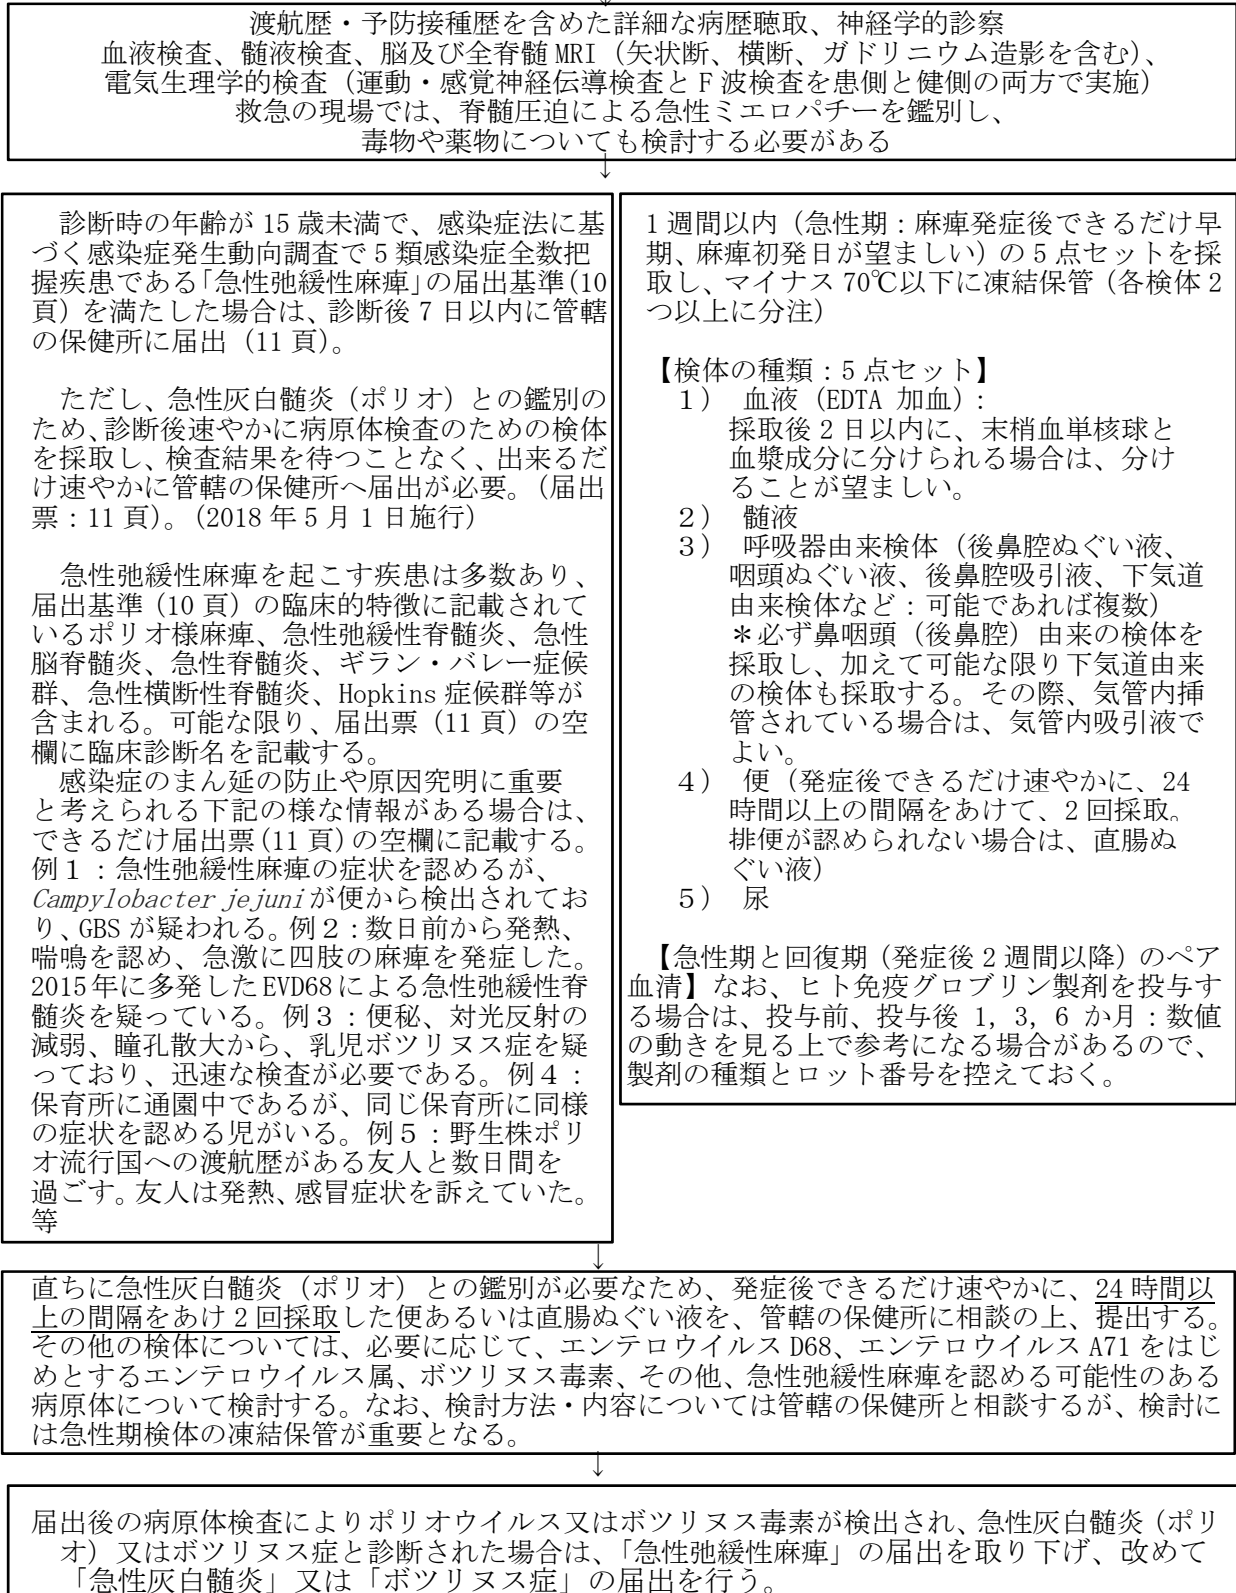 渡航歴・予防接種歴を含めた詳細な病歴聴取、神経学的診察
血液検査、髄液検査、脳及び全脊髄 MRI（矢状断、横断、ガドリニウム造影を含む）、
電気生理学的検査（運動・感覚神経伝導検査と F 波検査を患側と健側の両方で実施）
救急の現場では、脊髄圧迫による急性ミエロパチーを鑑別し、
毒物や薬物についても検討する必要がある
↓
診断時の年齢が 15 歳未満で、感染症法に基
づく感染症発生動向調査で 5 類感染症全数把
握疾患である「急性弛緩性麻痺」の届出基準(10
頁）を満たした場合は、診断後 7 日以内に管轄
の保健所に届出（11 頁）。
ただし、急性灰白髄炎（ポリオ）との鑑別の
ため、診断後速やかに病原体検査のための検体
を採取し、検査結果を待つことなく、出来るだ
け速やかに管轄の保健所へ届出が必要。（届出
票：11 頁）。（2018 年 5 月 1 日施行）
急性弛緩性麻痺を起こす疾患は多数あり、
届出基準（10 頁）の臨床的特徴に記載されて
いるポリオ様麻痺、急性弛緩性脊髄炎、急性
脳脊髄炎、急性脊髄炎、ギラン・バレー症候
群、急性横断性脊髄炎、Hopkins 症候群等が
含まれる。可能な限り、届出票（11 頁）の空
欄に臨床診断名を記載する。
感染症のまん延の防止や原因究明に重要
と考えられる下記の様な情報がある場合は、
できるだけ届出票(11 頁)の空欄に記載する。
例１：急性弛緩性麻痺の症状を認めるが、
Campylobacter jejuni が便から検出されてお
り、GBS が疑われる。例２：数日前から発熱、
喘鳴を認め、急激に四肢の麻痺を発症した。
2015 年に多発した EVD68 による急性弛緩性脊
髄炎を疑っている。例３：便秘、対光反射の
減弱、瞳孔散大から、乳児ボツリヌス症を疑
っており、迅速な検査が必要である。例４：
保育所に通園中であるが、同じ保育所に同様
の症状を認める児がいる。例５：野生株ポリ
オ流行国への渡航歴がある友人と数日間を
過ごす。友人は発熱、感冒症状を訴えていた。
等
1 週間以内（急性期：麻痺発症後できるだけ早
期、麻痺初発日が望ましい）の 5 点セットを採
取し、マイナス 70℃以下に凍結保管（各検体 2
つ以上に分注）
【検体の種類：5 点セット】
１） 血液（EDTA 加血）：
採取後 2 日以内に、末梢血単核球と
血漿成分に分けられる場合は、分け
ることが望ましい。
２） 髄液
３） 呼吸器由来検体（後鼻腔ぬぐい液、
咽頭ぬぐい液、後鼻腔吸引液、下気道
由来検体など：可能であれば複数）
＊必ず鼻咽頭（後鼻腔）由来の検体を
採取し、加えて可能な限り下気道由来
の検体も採取する。その際、気管内挿
管されている場合は、気管内吸引液で
よい。
４） 便（発症後できるだけ速やかに、24
時間以上の間隔をあけて、2 回採取。
排便が認められない場合は、直腸ぬ
ぐい液）
５） 尿
【急性期と回復期（発症後 2 週間以降）のペア
血清】なお、ヒト免疫グロブリン製剤を投与す
る場合は、投与前、投与後 1, 3, 6 か月：数値
の動きを見る上で参考になる場合があるので、
製剤の種類とロット番号を控えておく。
↓
直ちに急性灰白髄炎（ポリオ）との鑑別が必要なため、発症後できるだけ速やかに、24 時間以
上の間隔をあけ 2 回採取した便あるいは直腸ぬぐい液を、管轄の保健所に相談の上、提出する。
その他の検体については、必要に応じて、エンテロウイルス D68、エンテロウイルス A71 をはじ
めとするエンテロウイルス属、ボツリヌス毒素、その他、急性弛緩性麻痺を認める可能性のある
病原体について検討する。なお、検討方法・内容については管轄の保健所と相談するが、検討に
は急性期検体の凍結保管が重要となる。
↓
届出後の病原体検査によりポリオウイルス又はボツリヌス毒素が検出され、急性灰白髄炎（ポリ
オ）又はボツリヌス症と診断された場合は、「急性弛緩性麻痺」の届出を取り下げ、改めて
「急性灰白髄炎」又は「ボツリヌス症」の届出を行う。